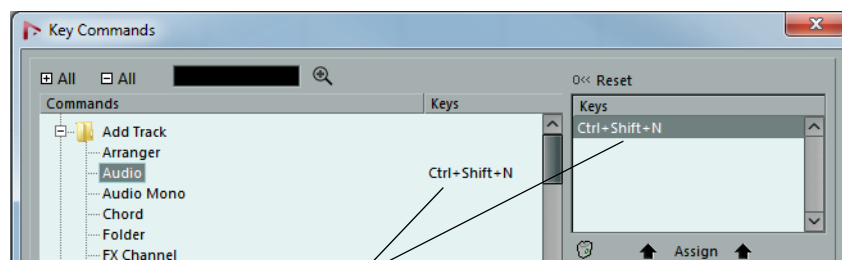 Key Commands
All All
0<< Reset
Commands Keys
Keys
Add Track
Ctrl+Shift+N
Arranger
Audio Ctrl+Shift+N
Audio Mono
Chord
Folder
FX Channel
Assign